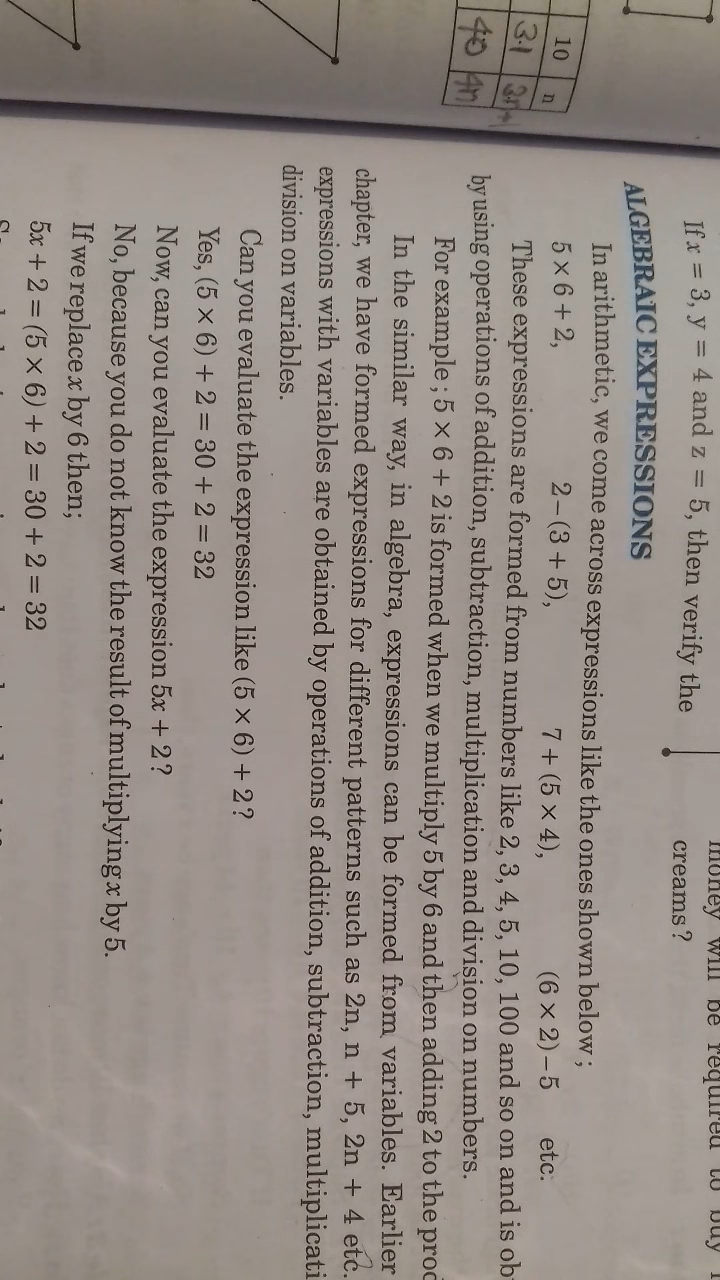 If x = 3, y = 4 and z = 5, then verify the
money will be required to buy
creams?
10 n
3.1 3.n+1
40 4n
ALGEBRAIC EXPRESSIONS
In arithmetic, we come across expressions like the ones shown below ;
5 × 6 + 2, 2 – (3 + 5), 7 + (5 × 4), (6 × 2) – 5 etc.
These expressions are formed from numbers like 2, 3, 4, 5, 10, 100 and so on and is
by using operations of addition, subtraction, multiplication and division on numbers.
For example ; 5 × 6 + 2 is formed when we multiply 5 by 6 and then adding 2 to the
In the similar way, in algebra, expressions can be formed from variables. Earlier
chapter, we have formed expressions for different patterns such as 2n, n + 5, 2n + 4 etc.
expressions with variables are obtained by operations of addition, subtraction, multiplicati
division on variables.
Can you evaluate the expression like (5 × 6) + 2?
Yes, (5 × 6) + 2 = 30 + 2 = 32
Now, can you evaluate the expression 5x + 2?
No, because you do not know the result of multiplying x by 5.
If we replace x by 6 then;
5x + 2 = (5 × 6) + 2 = 30 + 2 = 32